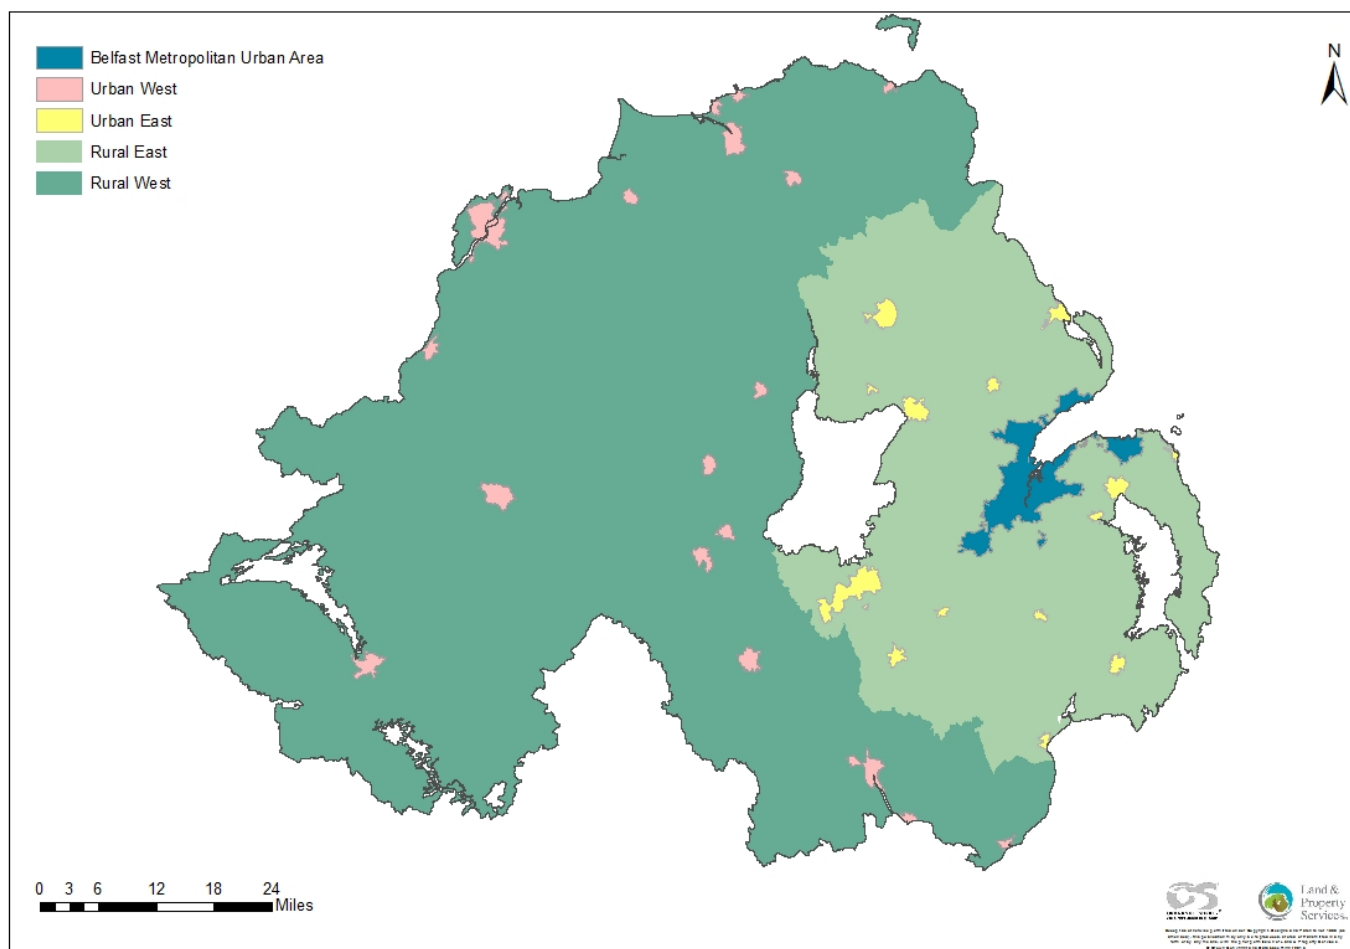 Belfast Metropolitan Urban Area
Urban West
Urban East
Rural East
Rural West
N
0 3 6 12 18 24
Miles
Land &
Property
Services.